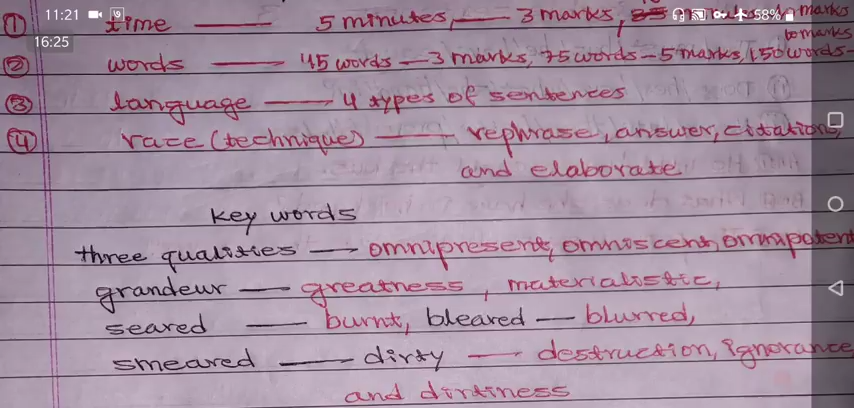 11:21 58%
16:25
① time — 5 minutes, — 3 marks, marks
② words — 45 words — 3 marks, 75 words – 5 marks, 150 words –
10 marks
③ language — 4 types of sentences
④ race (technique) — rephrase, answer, citation,
and elaborate
key words
three qualities — omnipresent, omniscent, omnipotent
grandeur — greatness, materialistic,
seared — burnt, bleared — blurred,
smeared — dirty — destruction, ignorance
and dirtiness